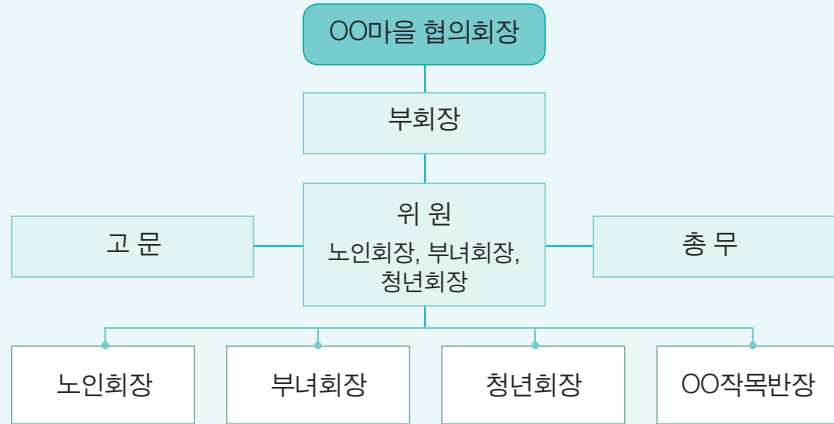 OO마을 협의회장
부회장
위 원
노인회장, 부녀회장,
청년회장
고 문
총 무
노인회장
부녀회장
청년회장
OO작목반장